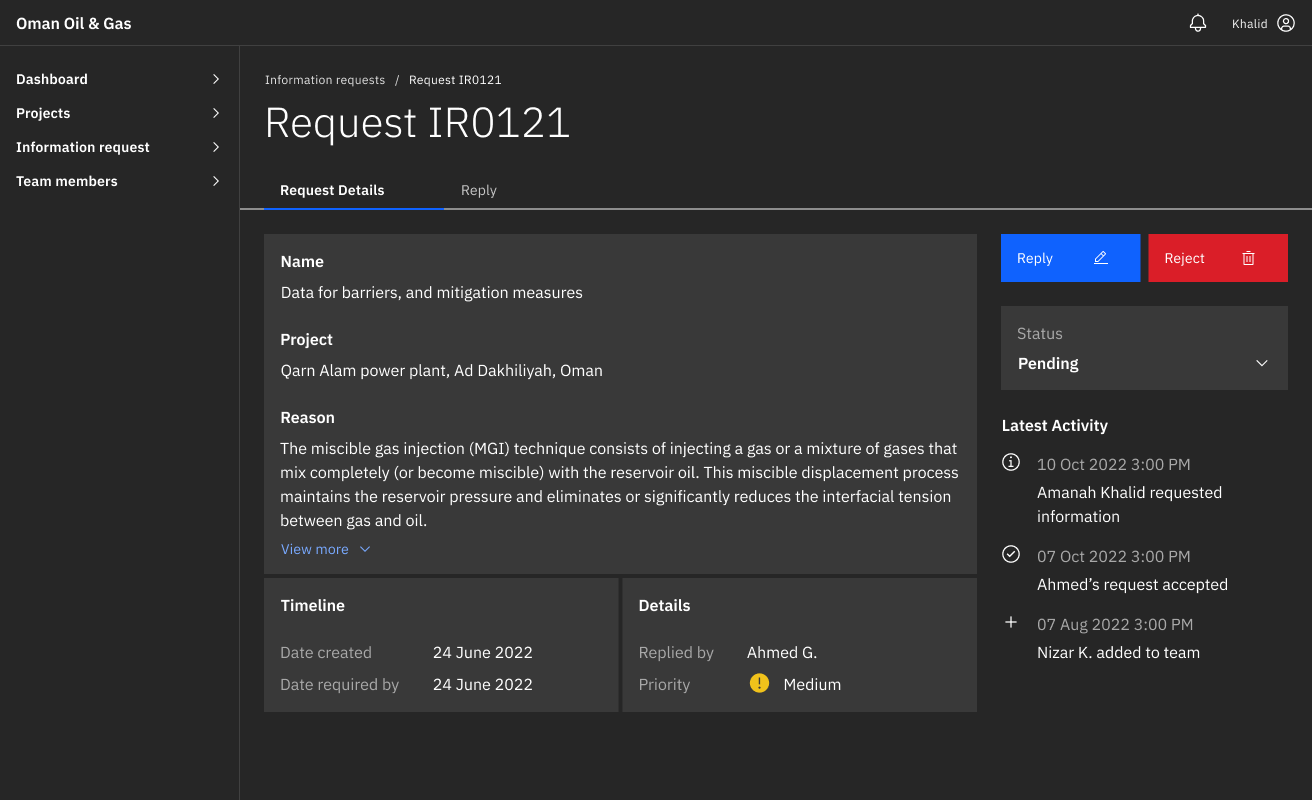 Oman Oil & Gas
Khalid
Dashboard
Projects
Information request
Team members
Information requests / Request IR0121
Request IR0121
Request Details
Reply
Name
Data for barriers, and mitigation measures
Project
Qarn Alam power plant, Ad Dakhiliyah, Oman
Reason
The miscible gas injection (MGI) technique consists of injecting a gas or a mixture of gases that
mix completely (or become miscible) with the reservoir oil. This miscible displacement process
maintains the reservoir pressure and eliminates or significantly reduces the interfacial tension
between gas and oil.
View more
Timeline
Date created 24 June 2022
Date required by 24 June 2022
Details
Replied by Ahmed G.
Priority Medium
Reply
Reject
Status
Pending
Latest Activity
10 Oct 2022 3:00 PM
Amanah Khalid requested
information
07 Oct 2022 3:00 PM
Ahmed’s request accepted
07 Aug 2022 3:00 PM
Nizar K. added to team